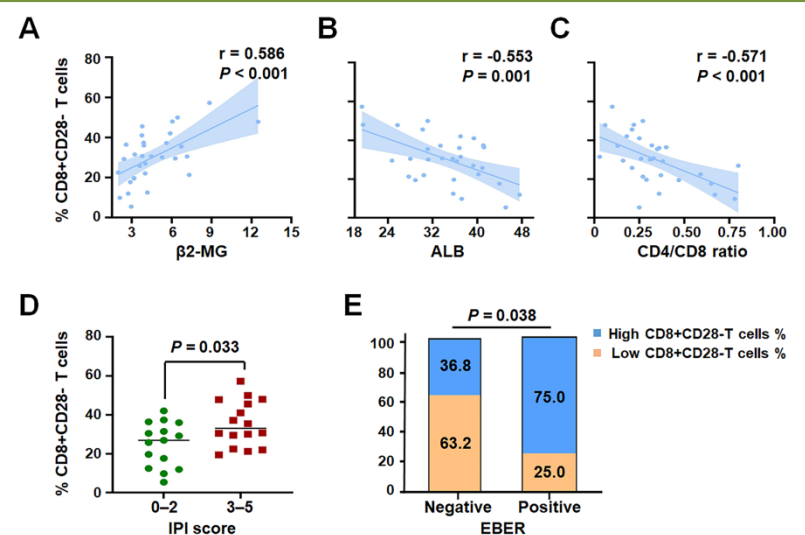 A
r = 0.586
P < 0.001
% CD8+CD28- T cells
80
60
40
20
0
3
6
9
12
15
β2-MG
B
r = -0.553
P = 0.001
18
24
32
40
48
ALB
C
r = -0.571
P < 0.001
0
0.25
0.50
0.75
1.00
CD4/CD8 ratio
D
P = 0.033
% CD8+CD28- T cells
80
60
40
20
0
0–2
3–5
IPI score
E
P = 0.038
High CD8+CD28-T cells %
Low CD8+CD28-T cells %
100
80
60
40
20
0
36.8
63.2
75.0
25.0
Negative
Positive
EBER